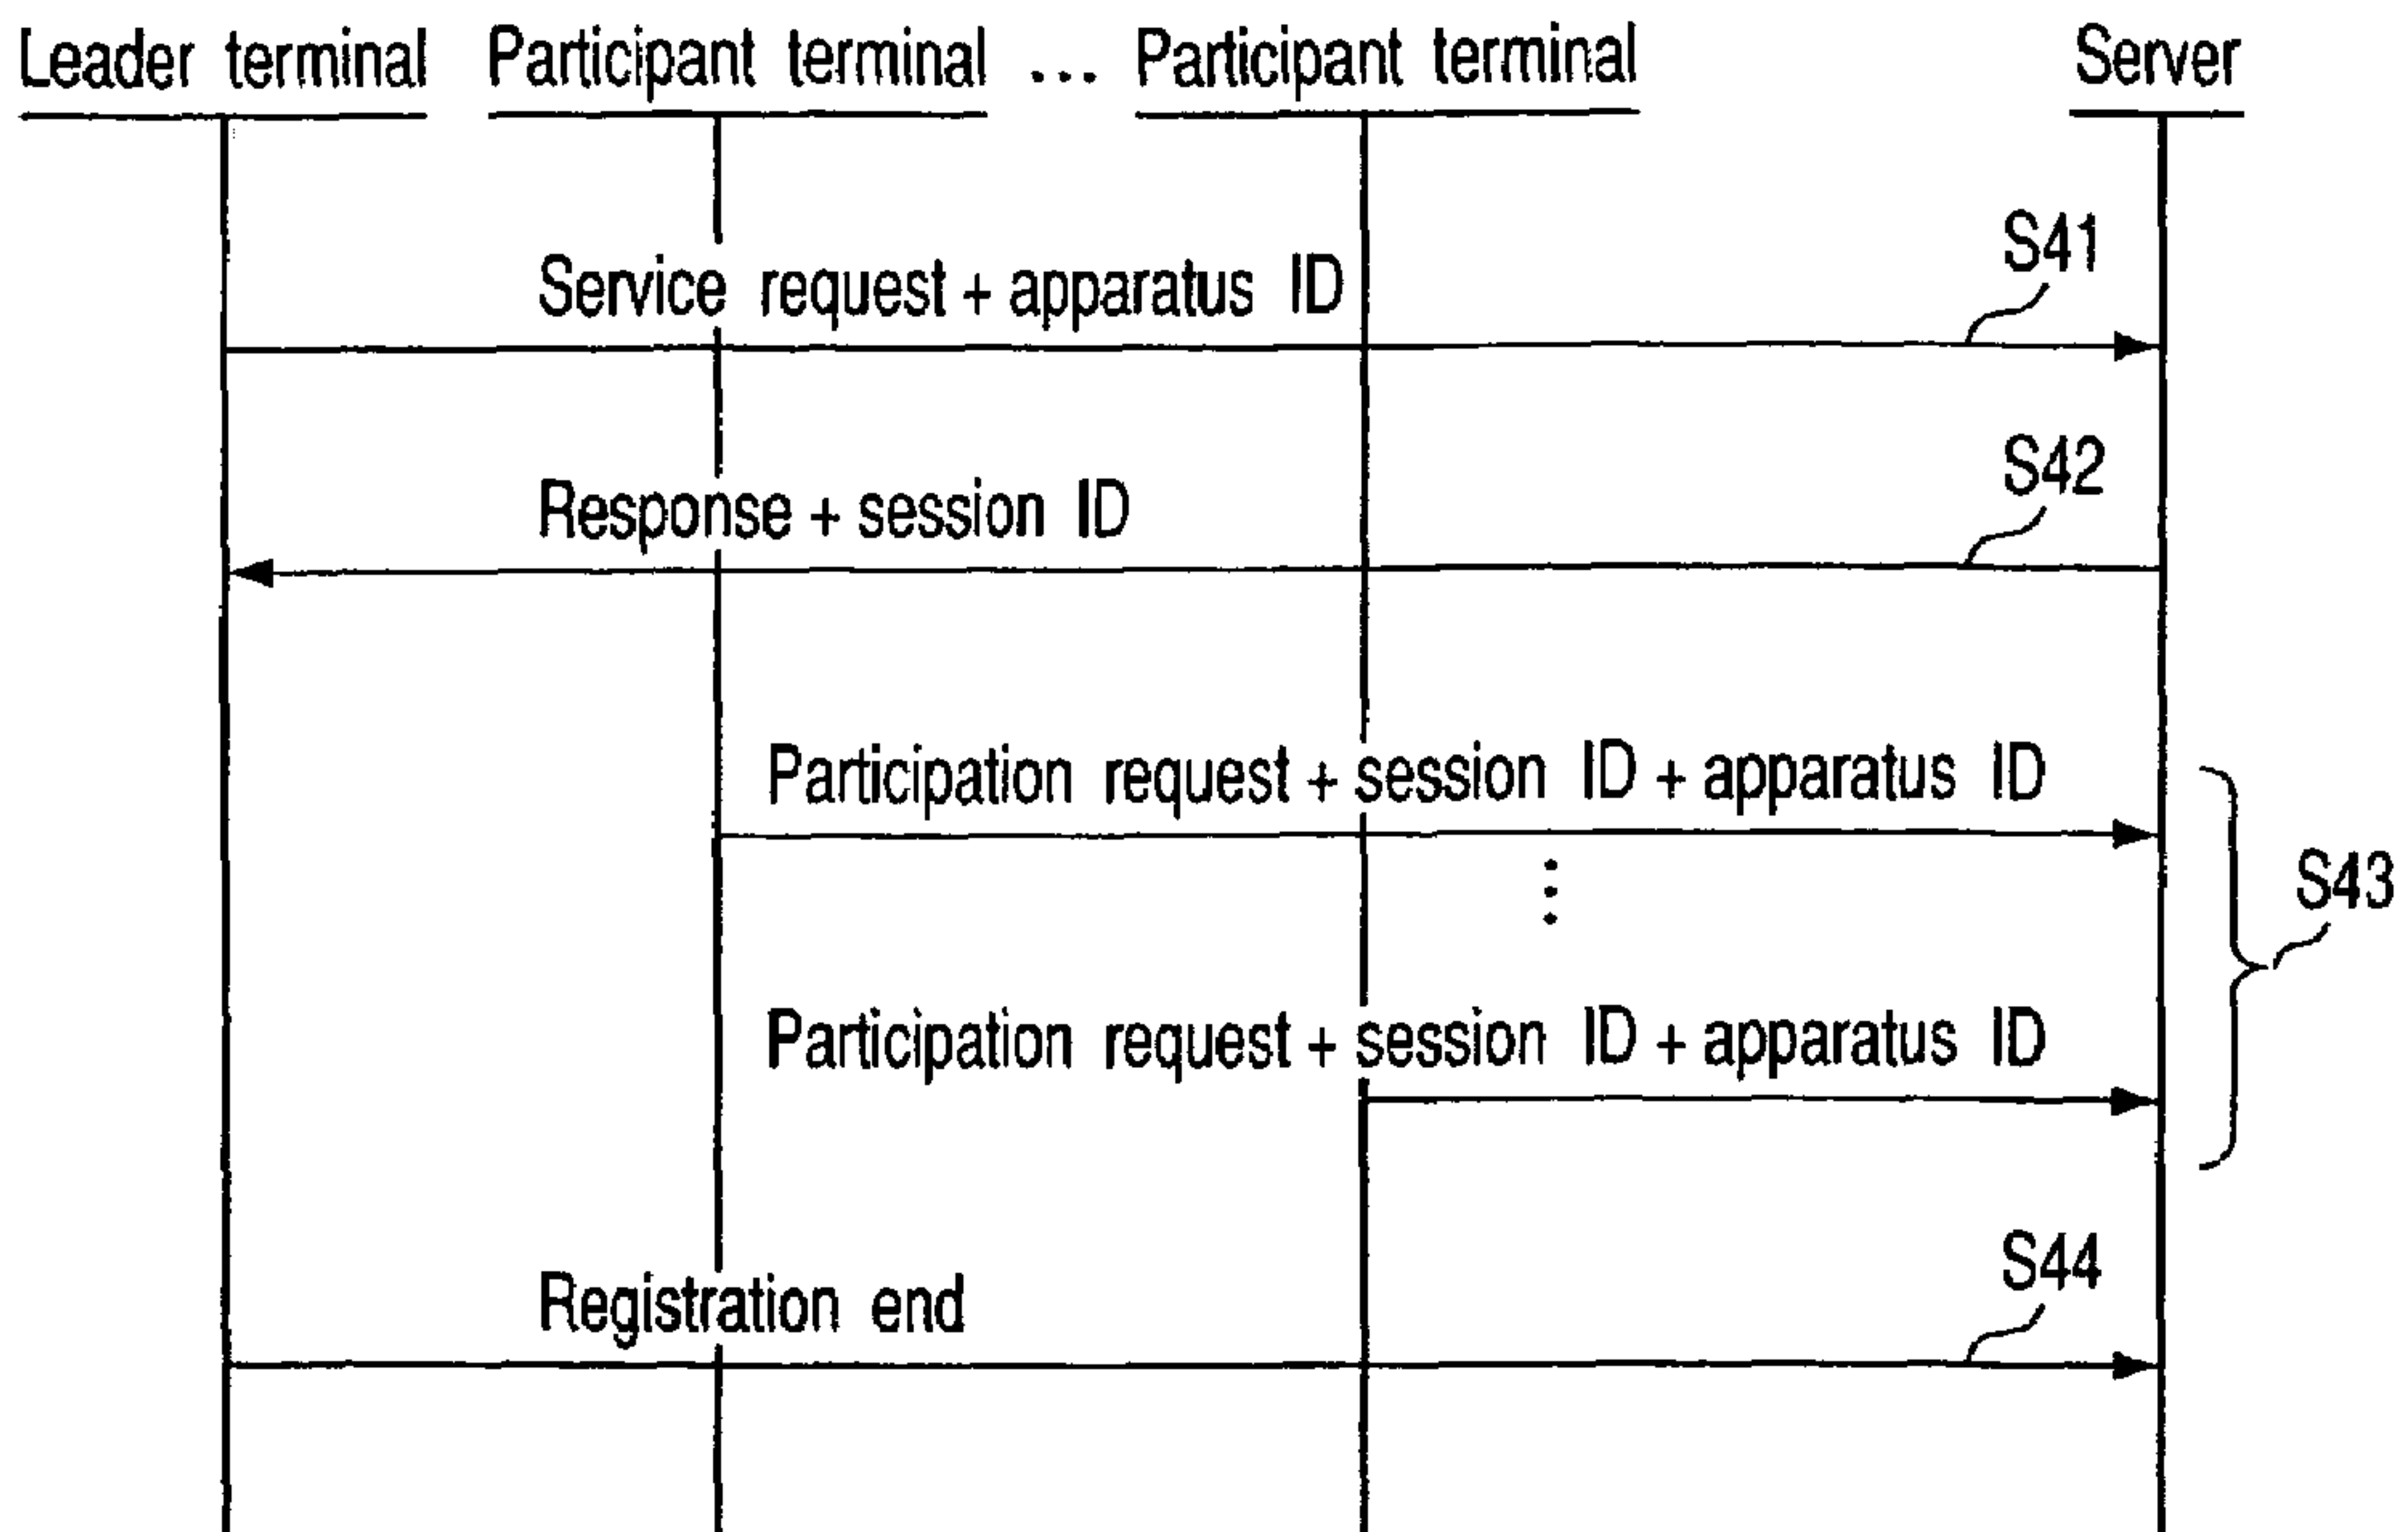 Leader terminal Participant terminal ... Participant terminal Server
S41
Service request + apparatus ID
S42
Response + session ID
Participation request + session ID + apparatus ID
S43
Participation request + session ID + apparatus ID
S44
Registration end